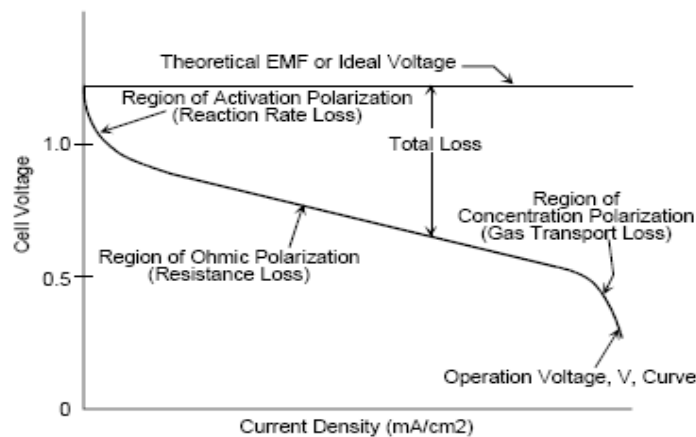 Theoretical EMF or Ideal Voltage
Region of Activation Polarization
(Reaction Rate Loss)
1.0
Total Loss
Cell Voltage
Region of
Concentration Polarization
(Gas Transport Loss)
Region of Ohmic Polarization
(Resistance Loss)
0.5
Operation Voltage, V, Curve
0
Current Density (mA/cm2)